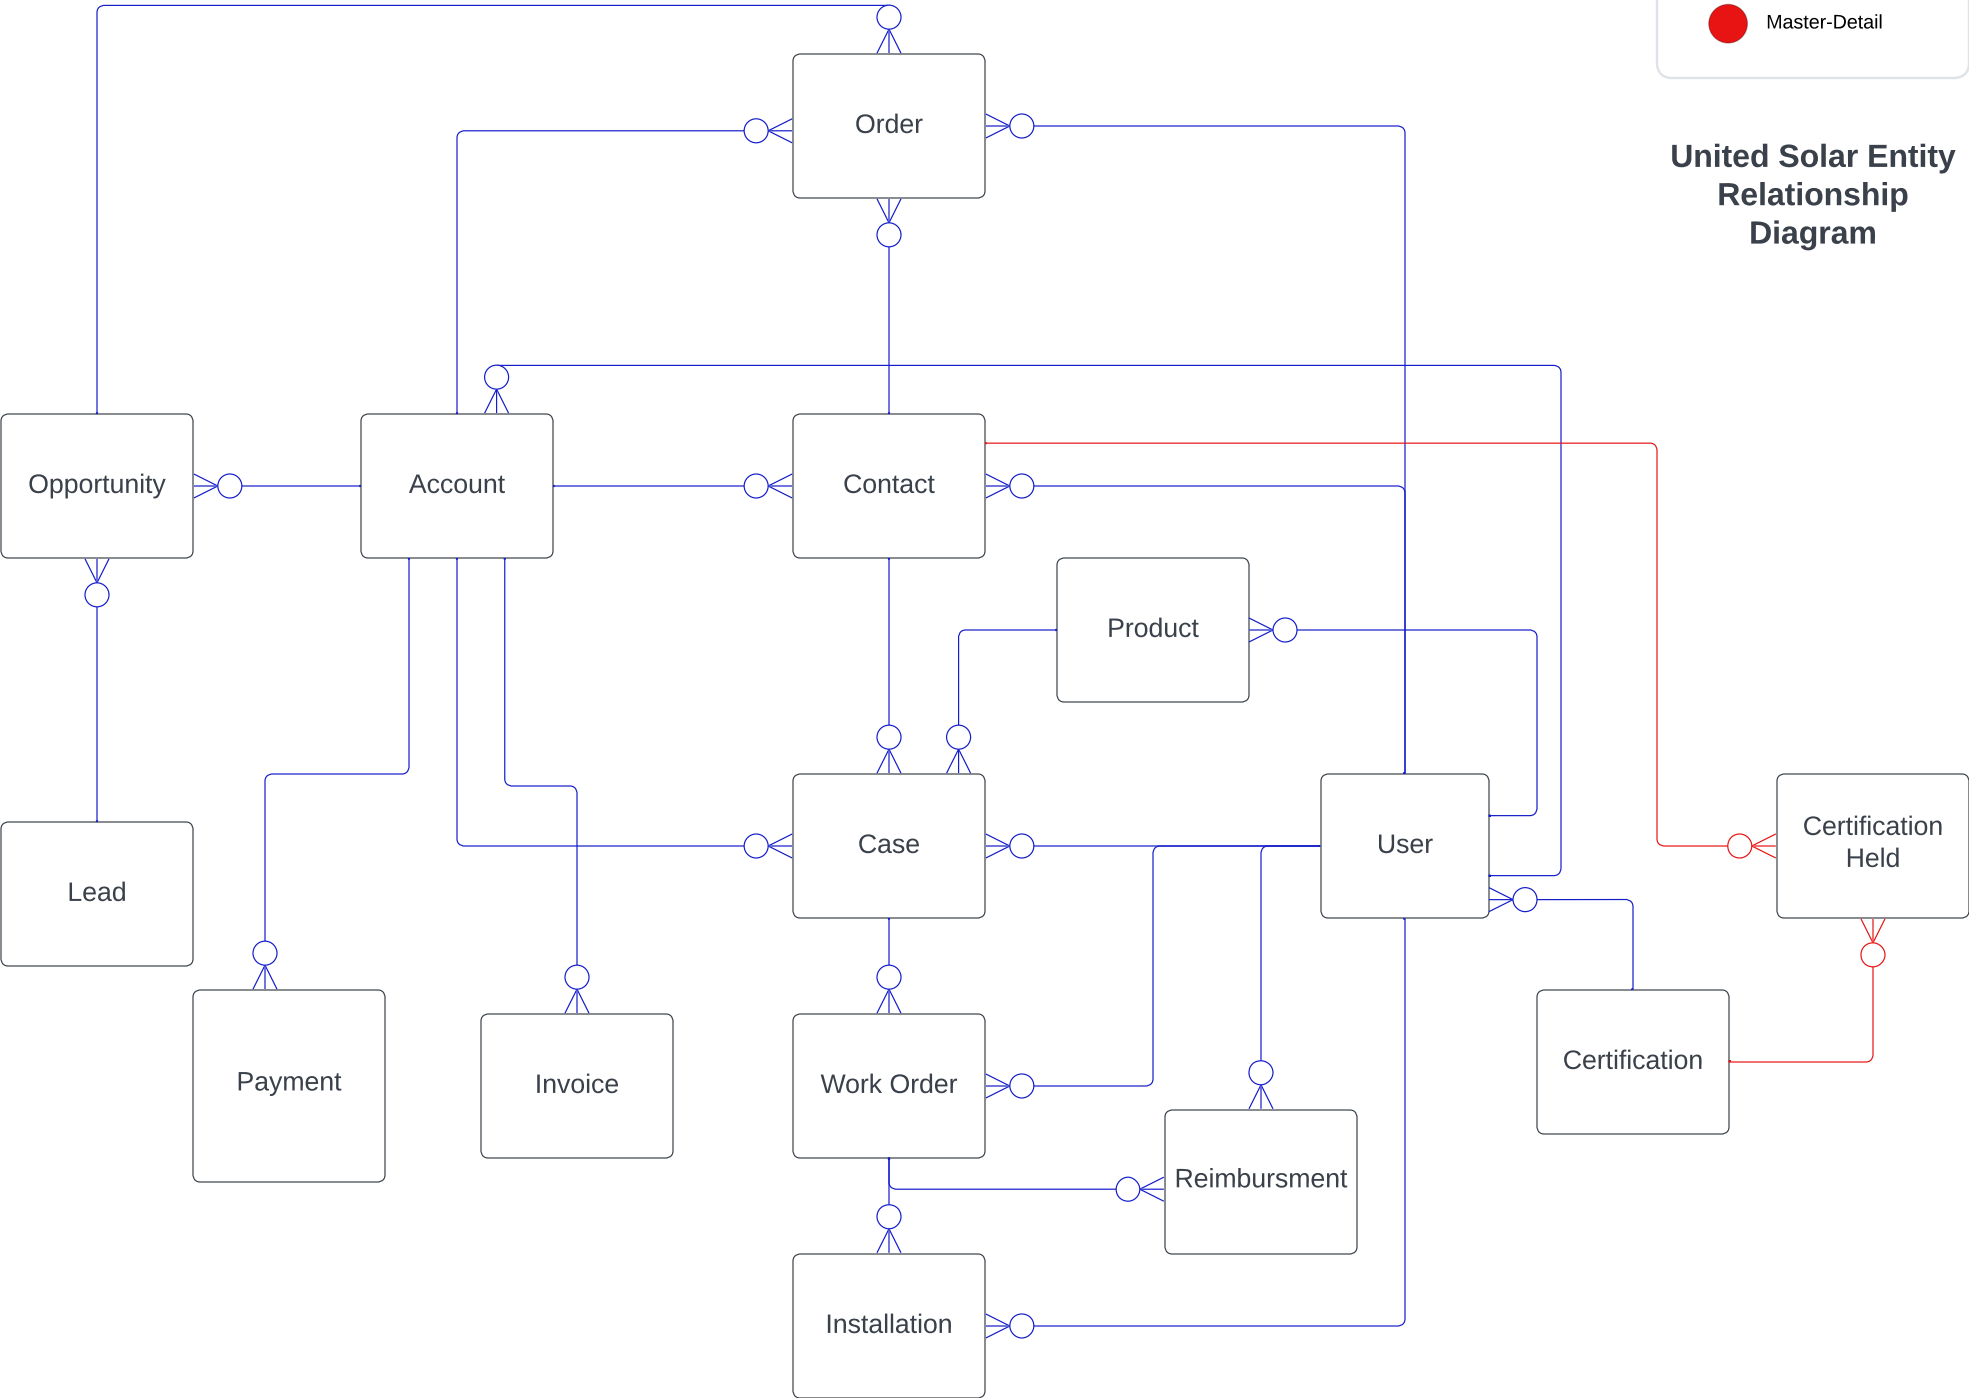 Master-Detail
United Solar Entity
Relationship
Diagram
Order
Opportunity
Account
Contact
Product
Lead
Case
User
Certification
Held
Payment
Invoice
Work Order
Certification
Reimbursment
Installation